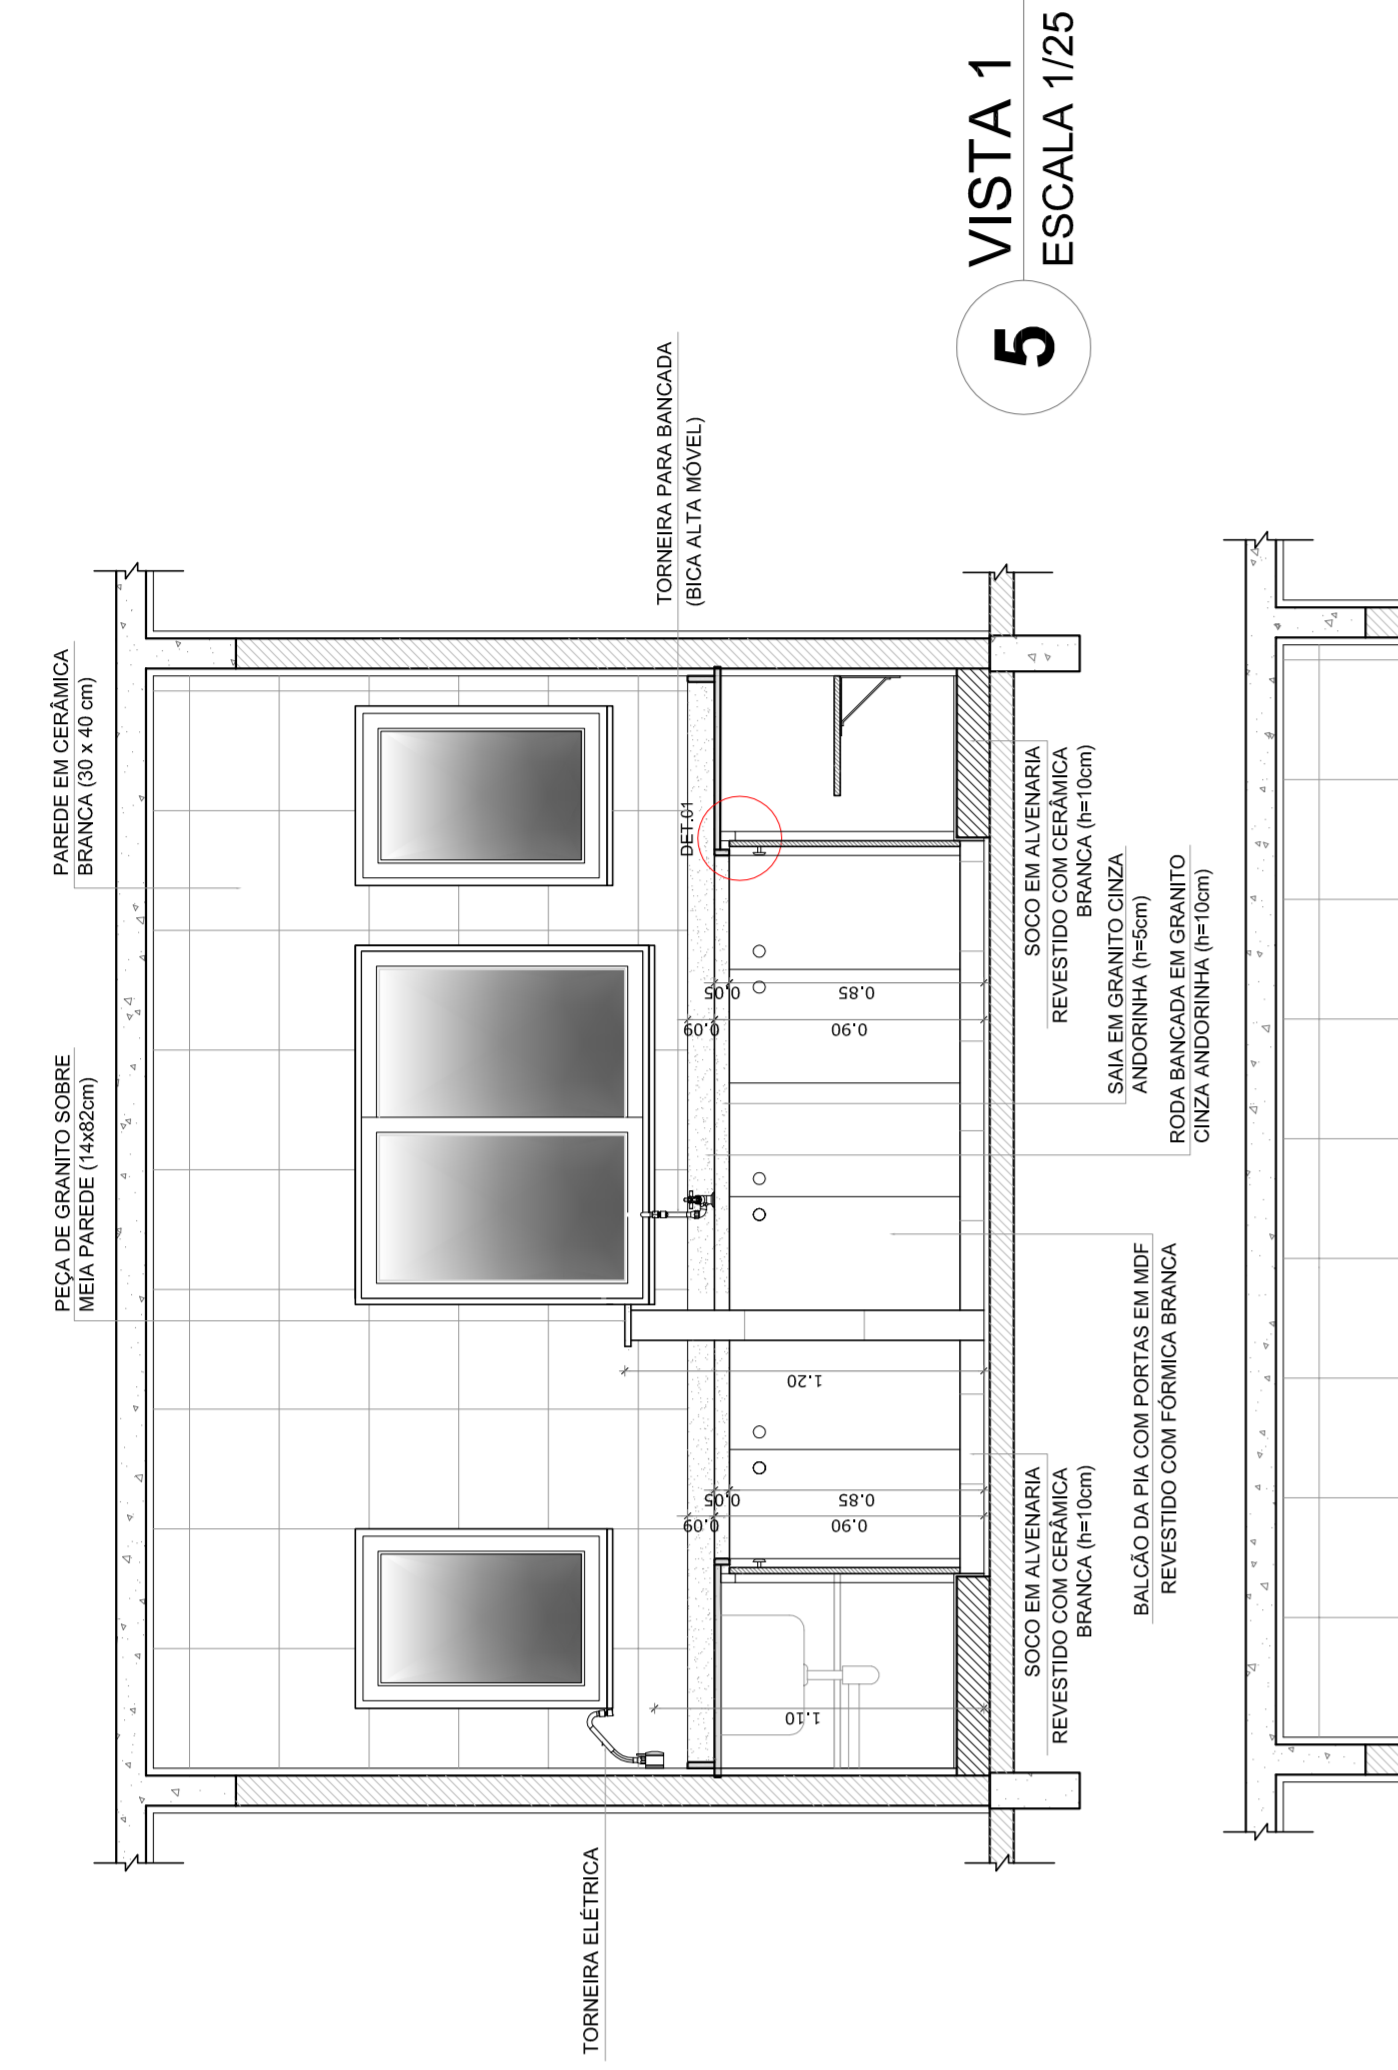 PEÇA DE GRANITO SOBRE
MEIA PAREDE (14x82cm)
PAREDE EM CERÂMICA
BRANCA (30 x 40 cm)
TORNEIRA ELÉTRICA
TORNEIRA PARA BANCADA
(BICA ALTA MÓVEL)
DET.01
0.09
0.05
0.09
0.05
1.10
0.90
0.85
1.20
0.90
0.85
SOCO EM ALVENARIA
REVESTIDO COM CERÂMICA
BRANCA (h=10cm)
SOCO EM ALVENARIA
REVESTIDO COM CERÂMICA
BRANCA (h=10cm)
SAIA EM GRANITO CINZA
ANDORINHA (h=5cm)
RODA BANCADA EM GRANITO
CINZA ANDORINHA (h=10cm)
BALCÃO DA PIA COM PORTAS EM MDF
REVESTIDO COM FÓRMICA BRANCA
5
VISTA 1
ESCALA 1/25